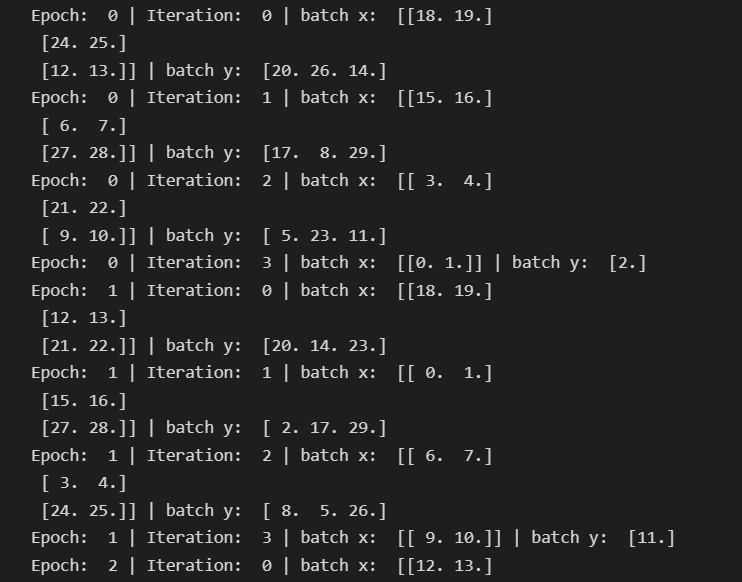 Epoch:  0 | Iteration:  0 | batch x:  [[18. 19.]
 [24. 25.]
 [12. 13.]] | batch y:  [20. 26. 14.]
Epoch:  0 | Iteration:  1 | batch x:  [[15. 16.]
 [ 6.  7.]
 [27. 28.]] | batch y:  [17.  8. 29.]
Epoch:  0 | Iteration:  2 | batch x:  [[ 3.  4.]
 [21. 22.]
 [ 9. 10.]] | batch y:  [ 5. 23. 11.]
Epoch:  0 | Iteration:  3 | batch x:  [[0. 1.]] | batch y:  [2.]
Epoch:  1 | Iteration:  0 | batch x:  [[18. 19.]
 [12. 13.]
 [21. 22.]] | batch y:  [20. 14. 23.]
Epoch:  1 | Iteration:  1 | batch x:  [[ 0.  1.]
 [15. 16.]
 [27. 28.]] | batch y:  [ 2. 17. 29.]
Epoch:  1 | Iteration:  2 | batch x:  [[ 6.  7.]
 [ 3.  4.]
 [24. 25.]] | batch y:  [ 8.  5. 26.]
Epoch:  1 | Iteration:  3 | batch x:  [[ 9. 10.]] | batch y:  [11.]
Epoch:  2 | Iteration:  0 | batch x:  [[12. 13.]